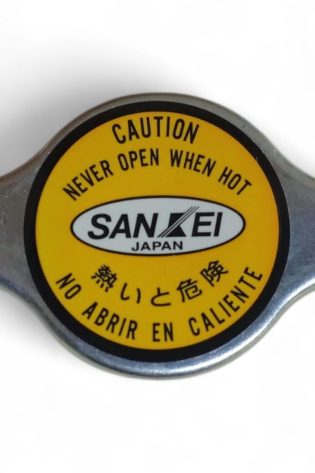 CAUTION
NEVER OPEN WHEN HOT
SANKEI
JAPAN
熱いと危険
NO ABRIR EN CALIENTE